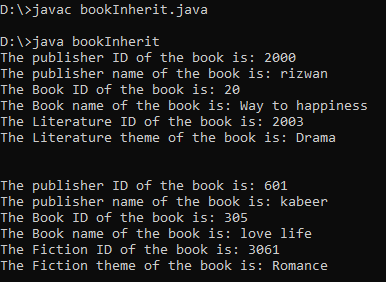 D:\>javac bookInherit.java
D:\>java bookInherit
The publisher ID of the book is: 2000
The publisher name of the book is: rizwan
The Book ID of the book is: 20
The Book name of the book is: Way to happiness
The Literature ID of the book is: 2003
The Literature theme of the book is: Drama
The publisher ID of the book is: 601
The publisher name of the book is: kabeer
The Book ID of the book is: 305
The Book name of the book is: love life
The Fiction ID of the book is: 3061
The Fiction theme of the book is: Romance